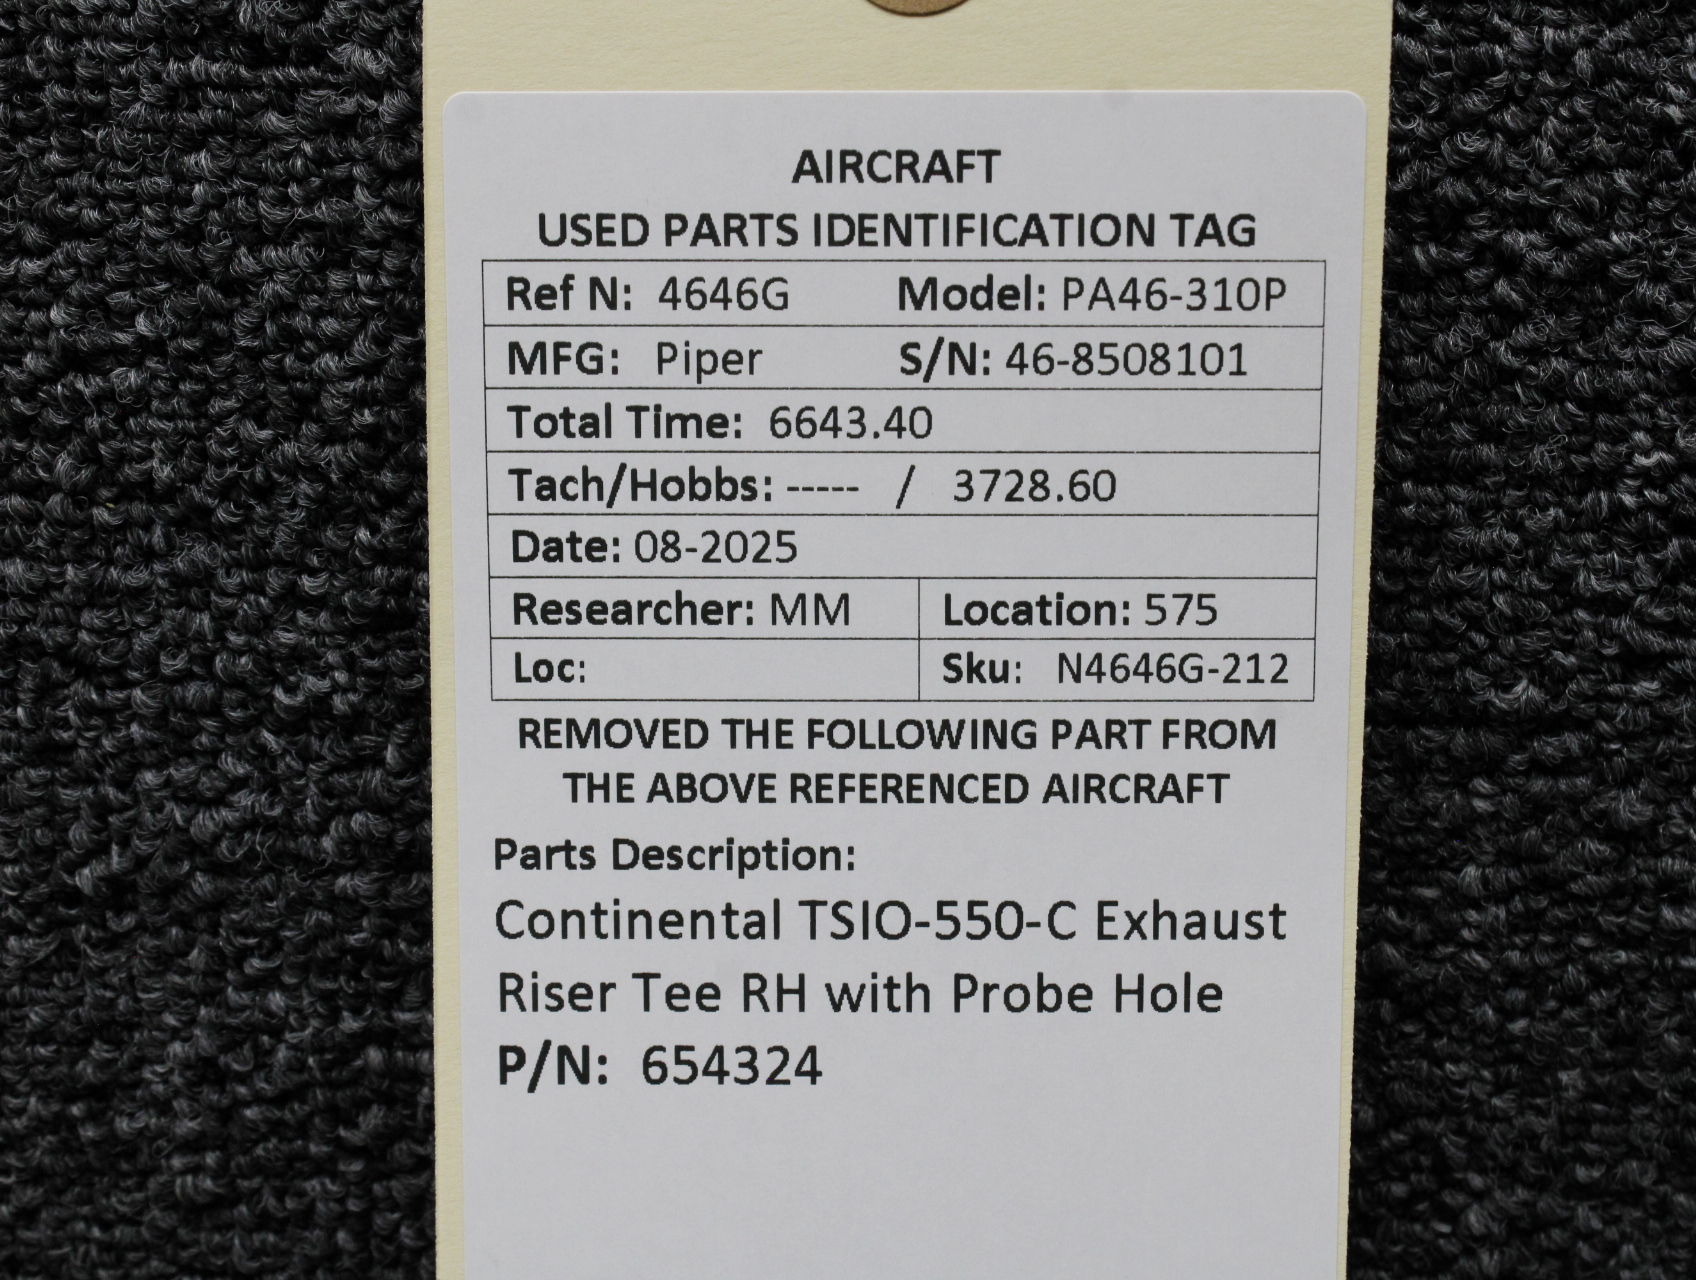 AIRCRAFT
USED PARTS IDENTIFICATION TAG
Ref N: 4646G Model: PA46-310P
MFG: Piper S/N: 46-8508101
Total Time: 6643.40
Tach/Hobbs: ----- / 3728.60
Date: 08-2025
Researcher: MM Location: 575
Loc: Sku: N4646G-212
REMOVED THE FOLLOWING PART FROM
THE ABOVE REFERENCED AIRCRAFT
Parts Description:
Continental TSIO-550-C Exhaust
Riser Tee RH with Probe Hole
P/N: 654324